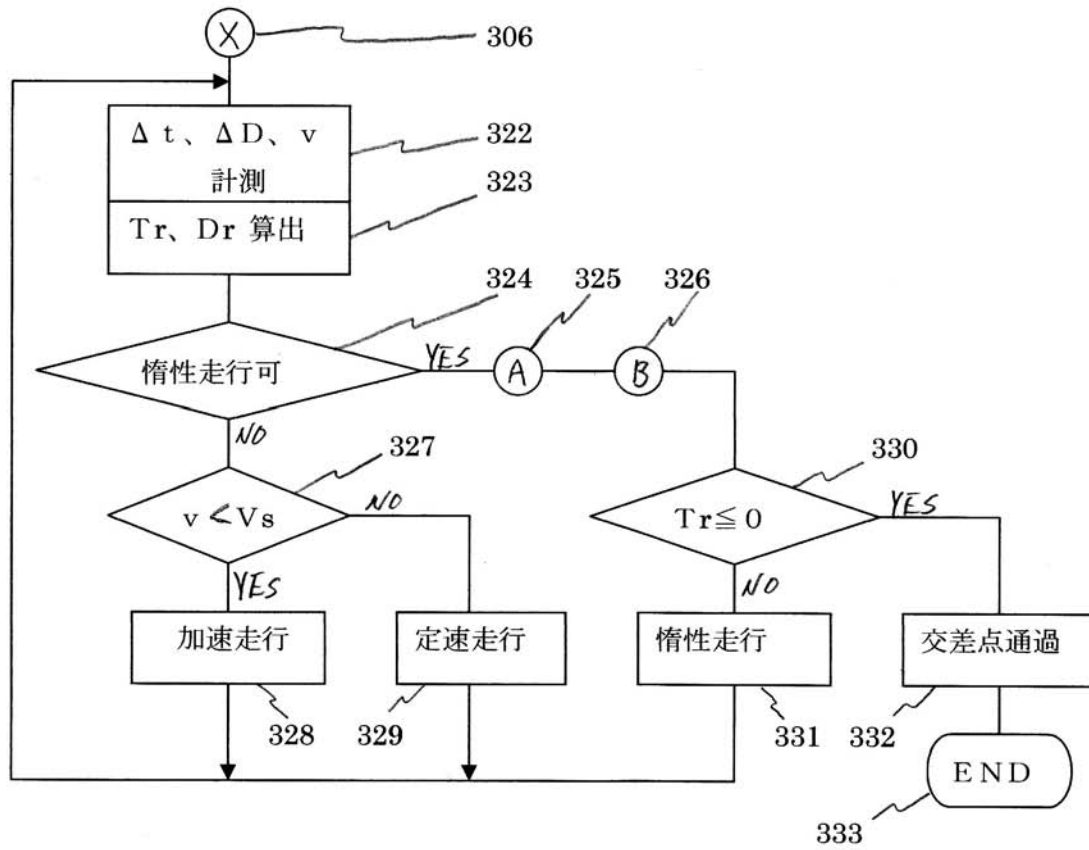 X
306
Δt、ΔD、v
計測
322
323
Tr、Dr 算出
324
325
326
惰性走行可
YES
A
B
NO
327
330
v<Vs
NO
Tr≦0
YES
YES
NO
加速走行
定速走行
惰性走行
交差点通過
328
329
331
332
END
333